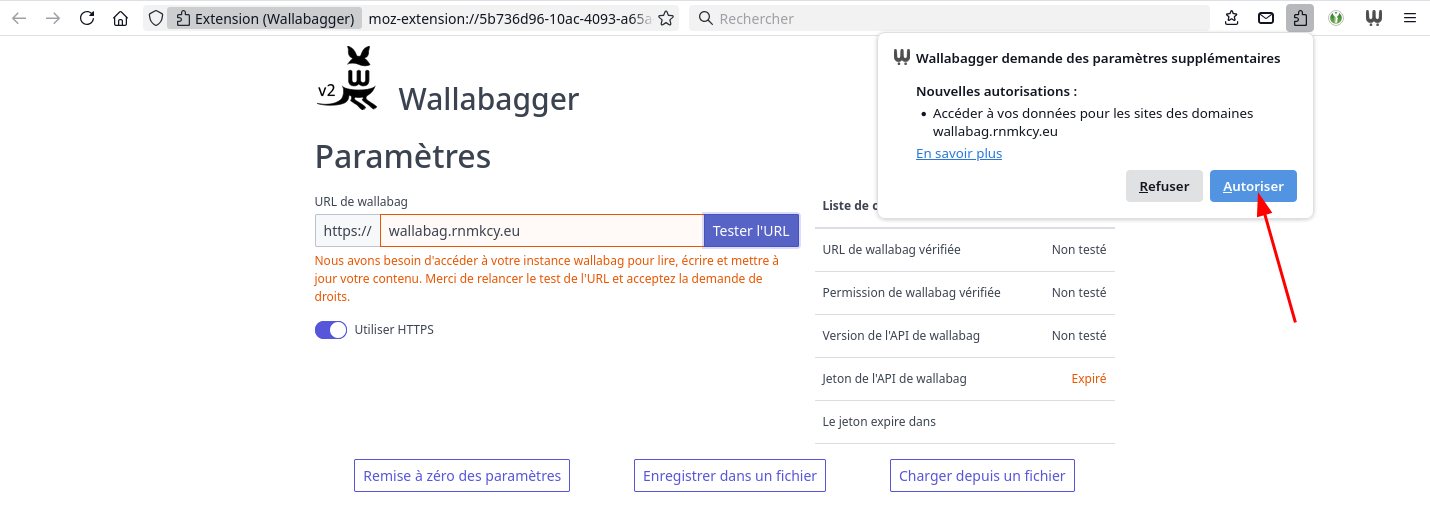 Extension (Wallabagger) moz-extension://5b736d96-10ac-4093-a65a
Rechercher
Wallabagger demande des paramètres supplémentaires
Nouvelles autorisations :
• Accéder à vos données pour les sites des domaines
wallabag.rnmkcy.eu
En savoir plus
Refuser Autoriser
v2
Wallabagger
Paramètres
URL de wallabag
https:// wallabag.rnmkcy.eu Tester l'URL
Nous avons besoin d'accéder à votre instance wallabag pour lire, écrire et mettre à
jour votre contenu. Merci de relancer le test de l'URL et acceptez la demande de
droits.
Utiliser HTTPS
Liste de
URL de wallabag vérifiée Non testé
Permission de wallabag vérifiée Non testé
Version de l'API de wallabag Non testé
Jeton de l'API de wallabag Expiré
Le jeton expire dans
Remise à zéro des paramètres Enregistrer dans un fichier Charger depuis un fichier